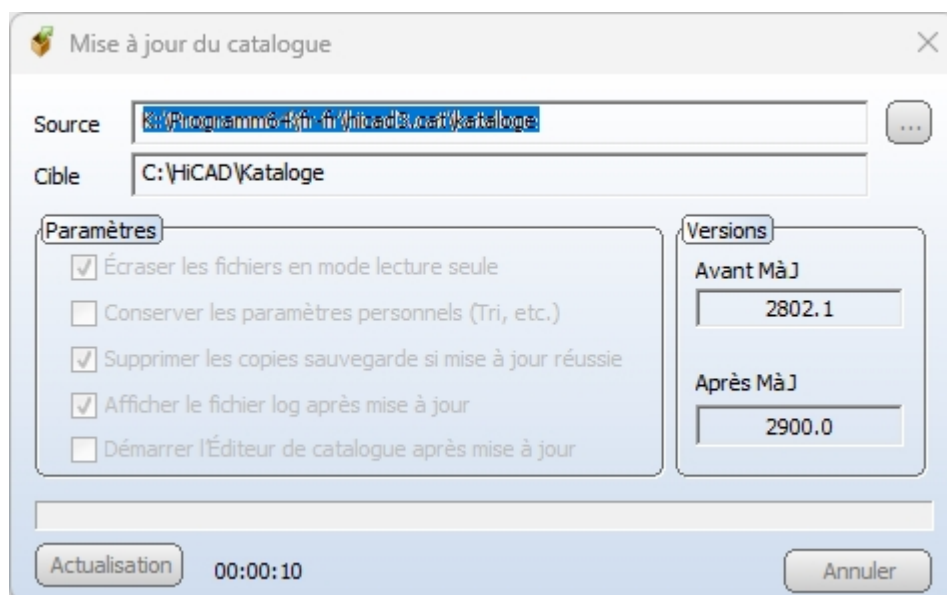 Mise à jour du catalogue
Source K:\Programm64\fr-fr\hicad3.cat\kataloge ...
Cible C:\HiCAD\Kataloge
Paramètres
Écraser les fichiers en mode lecture seule
Conserver les paramètres personnels (Tri, etc.)
Supprimer les copies sauvegarde si mise à jour réussie
Afficher le fichier log après mise à jour
Démarrer l'Éditeur de catalogue après mise à jour
Versions
Avant MàJ
2802.1
Après MàJ
2900.0
Actualisation 00:00:10 Annuler